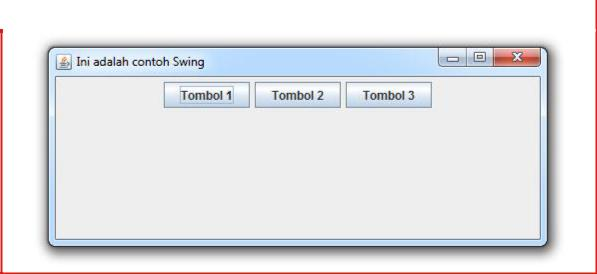 Ini adalah contoh Swing
Tombol 1 Tombol 2 Tombol 3